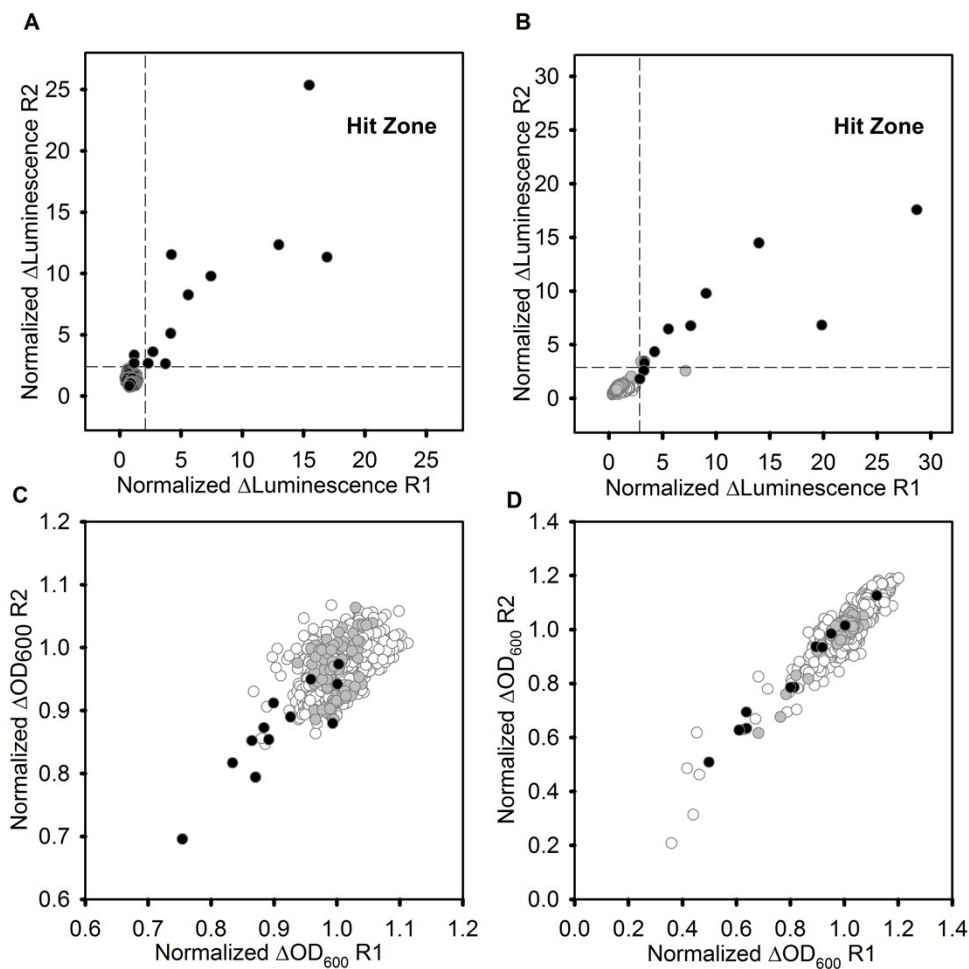 A
Normalized ΔLuminescence R2
25
20
15
10
5
0
Hit Zone
0 5 10 15 20 25
Normalized ΔLuminescence R1
B
Normalized ΔLuminescence R2
30
25
20
15
10
5
0
Hit Zone
0 5 10 15 20 25 30
Normalized ΔLuminescence R1
C
Normalized ΔOD600 R2
1.2
1.1
1.0
0.9
0.8
0.7
0.6
0.6 0.7 0.8 0.9 1.0 1.1 1.2
Normalized ΔOD₆₀₀ R1
D
Normalized ΔOD₆₀₀ R2
1.4
1.2
1.0
0.8
0.6
0.4
0.2
0.0
0.0 0.2 0.4 0.6 0.8 1.0 1.2 1.4
Normalized ΔOD₆₀₀ R1